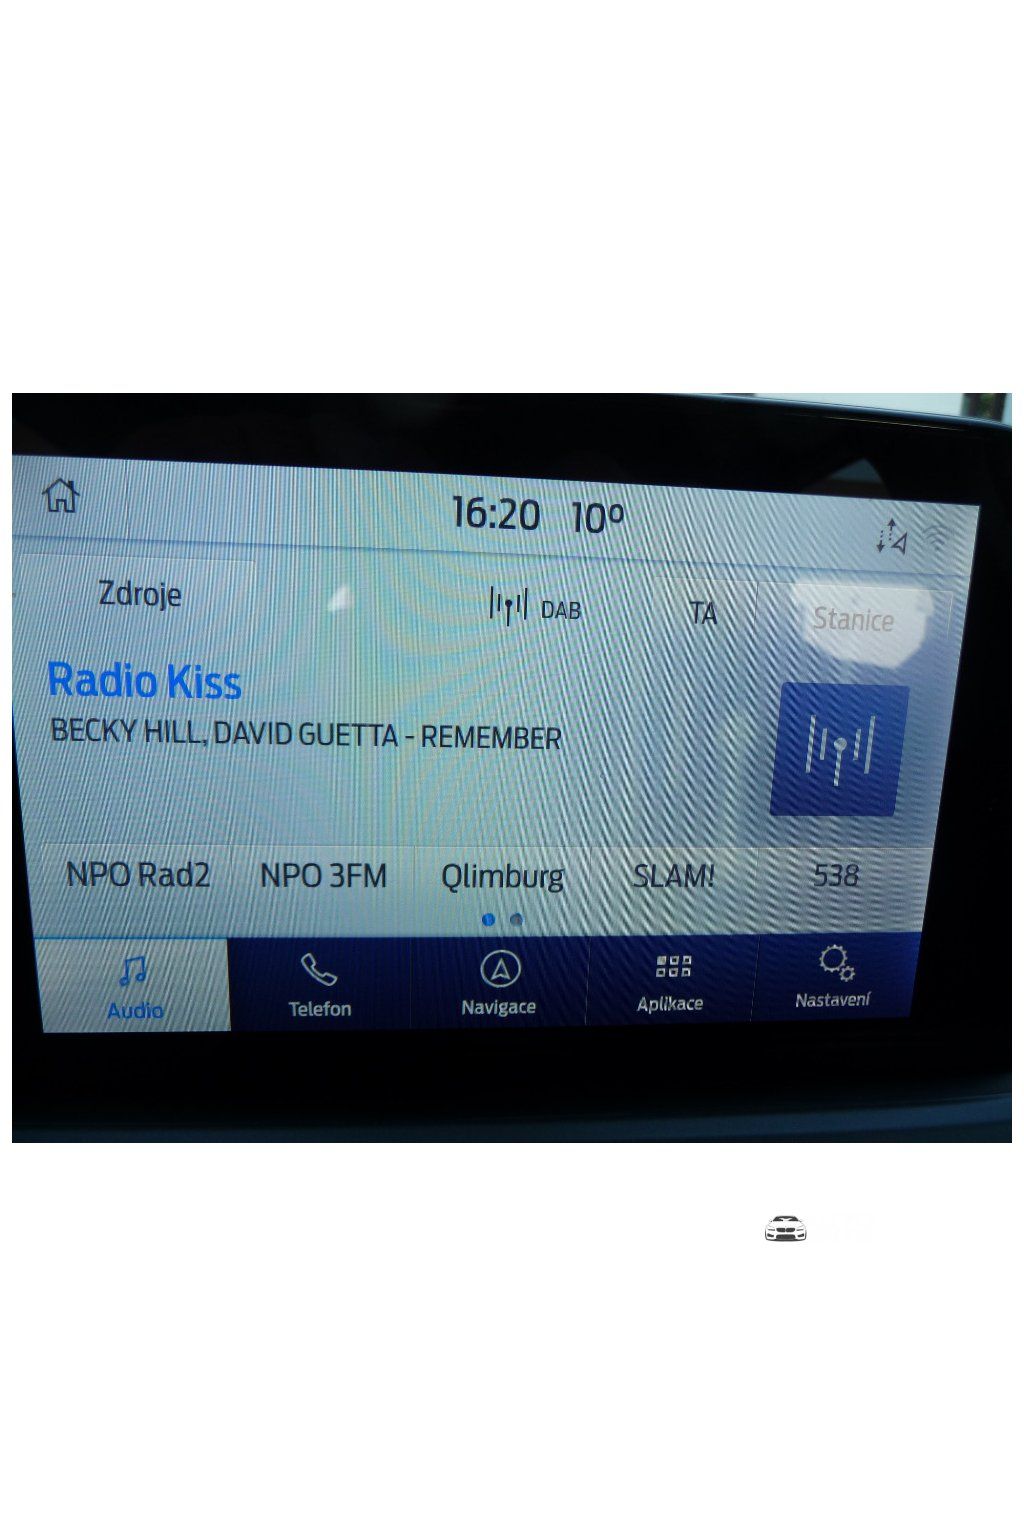 16:20 10º
Zdroje
DAB
TA
Stanice
Radio Kiss
BECKY HILL, DAVID GUETTA - REMEMBER
NPO Rad2
NPO 3FM
Qlimburg
SLAM!
538
Audio
Telefon
Navigace
Aplikace
Nastavení